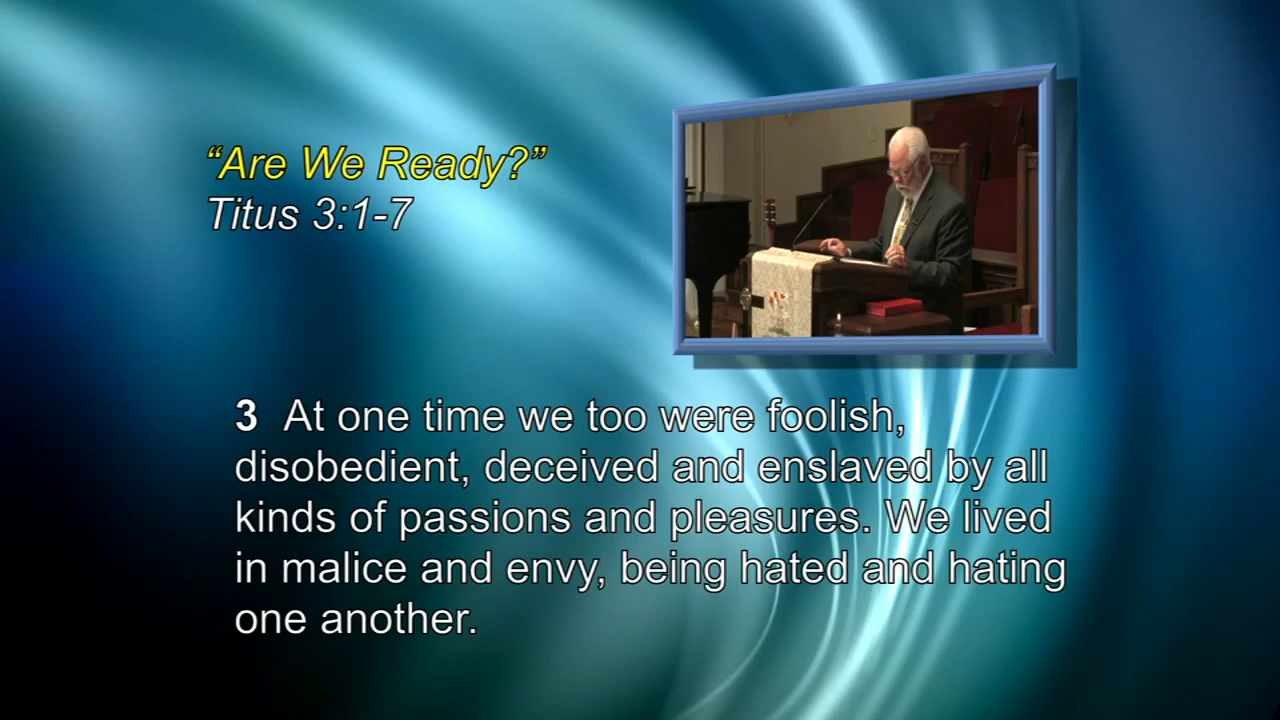 “Are We Ready?”
Titus 3:1-7
3 At one time we too were foolish,
disobedient, deceived and enslaved by all
kinds of passions and pleasures. We lived
in malice and envy, being hated and hating
one another.